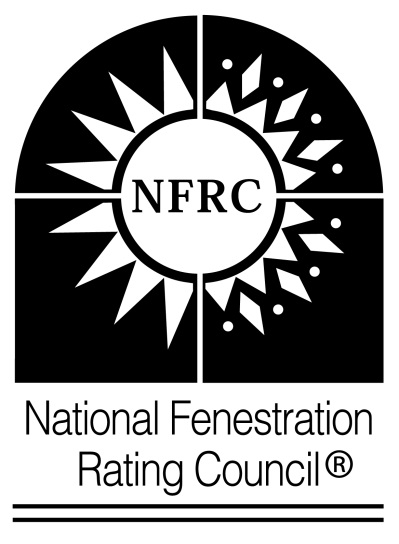 NFRC
National Fenestration
Rating Council®